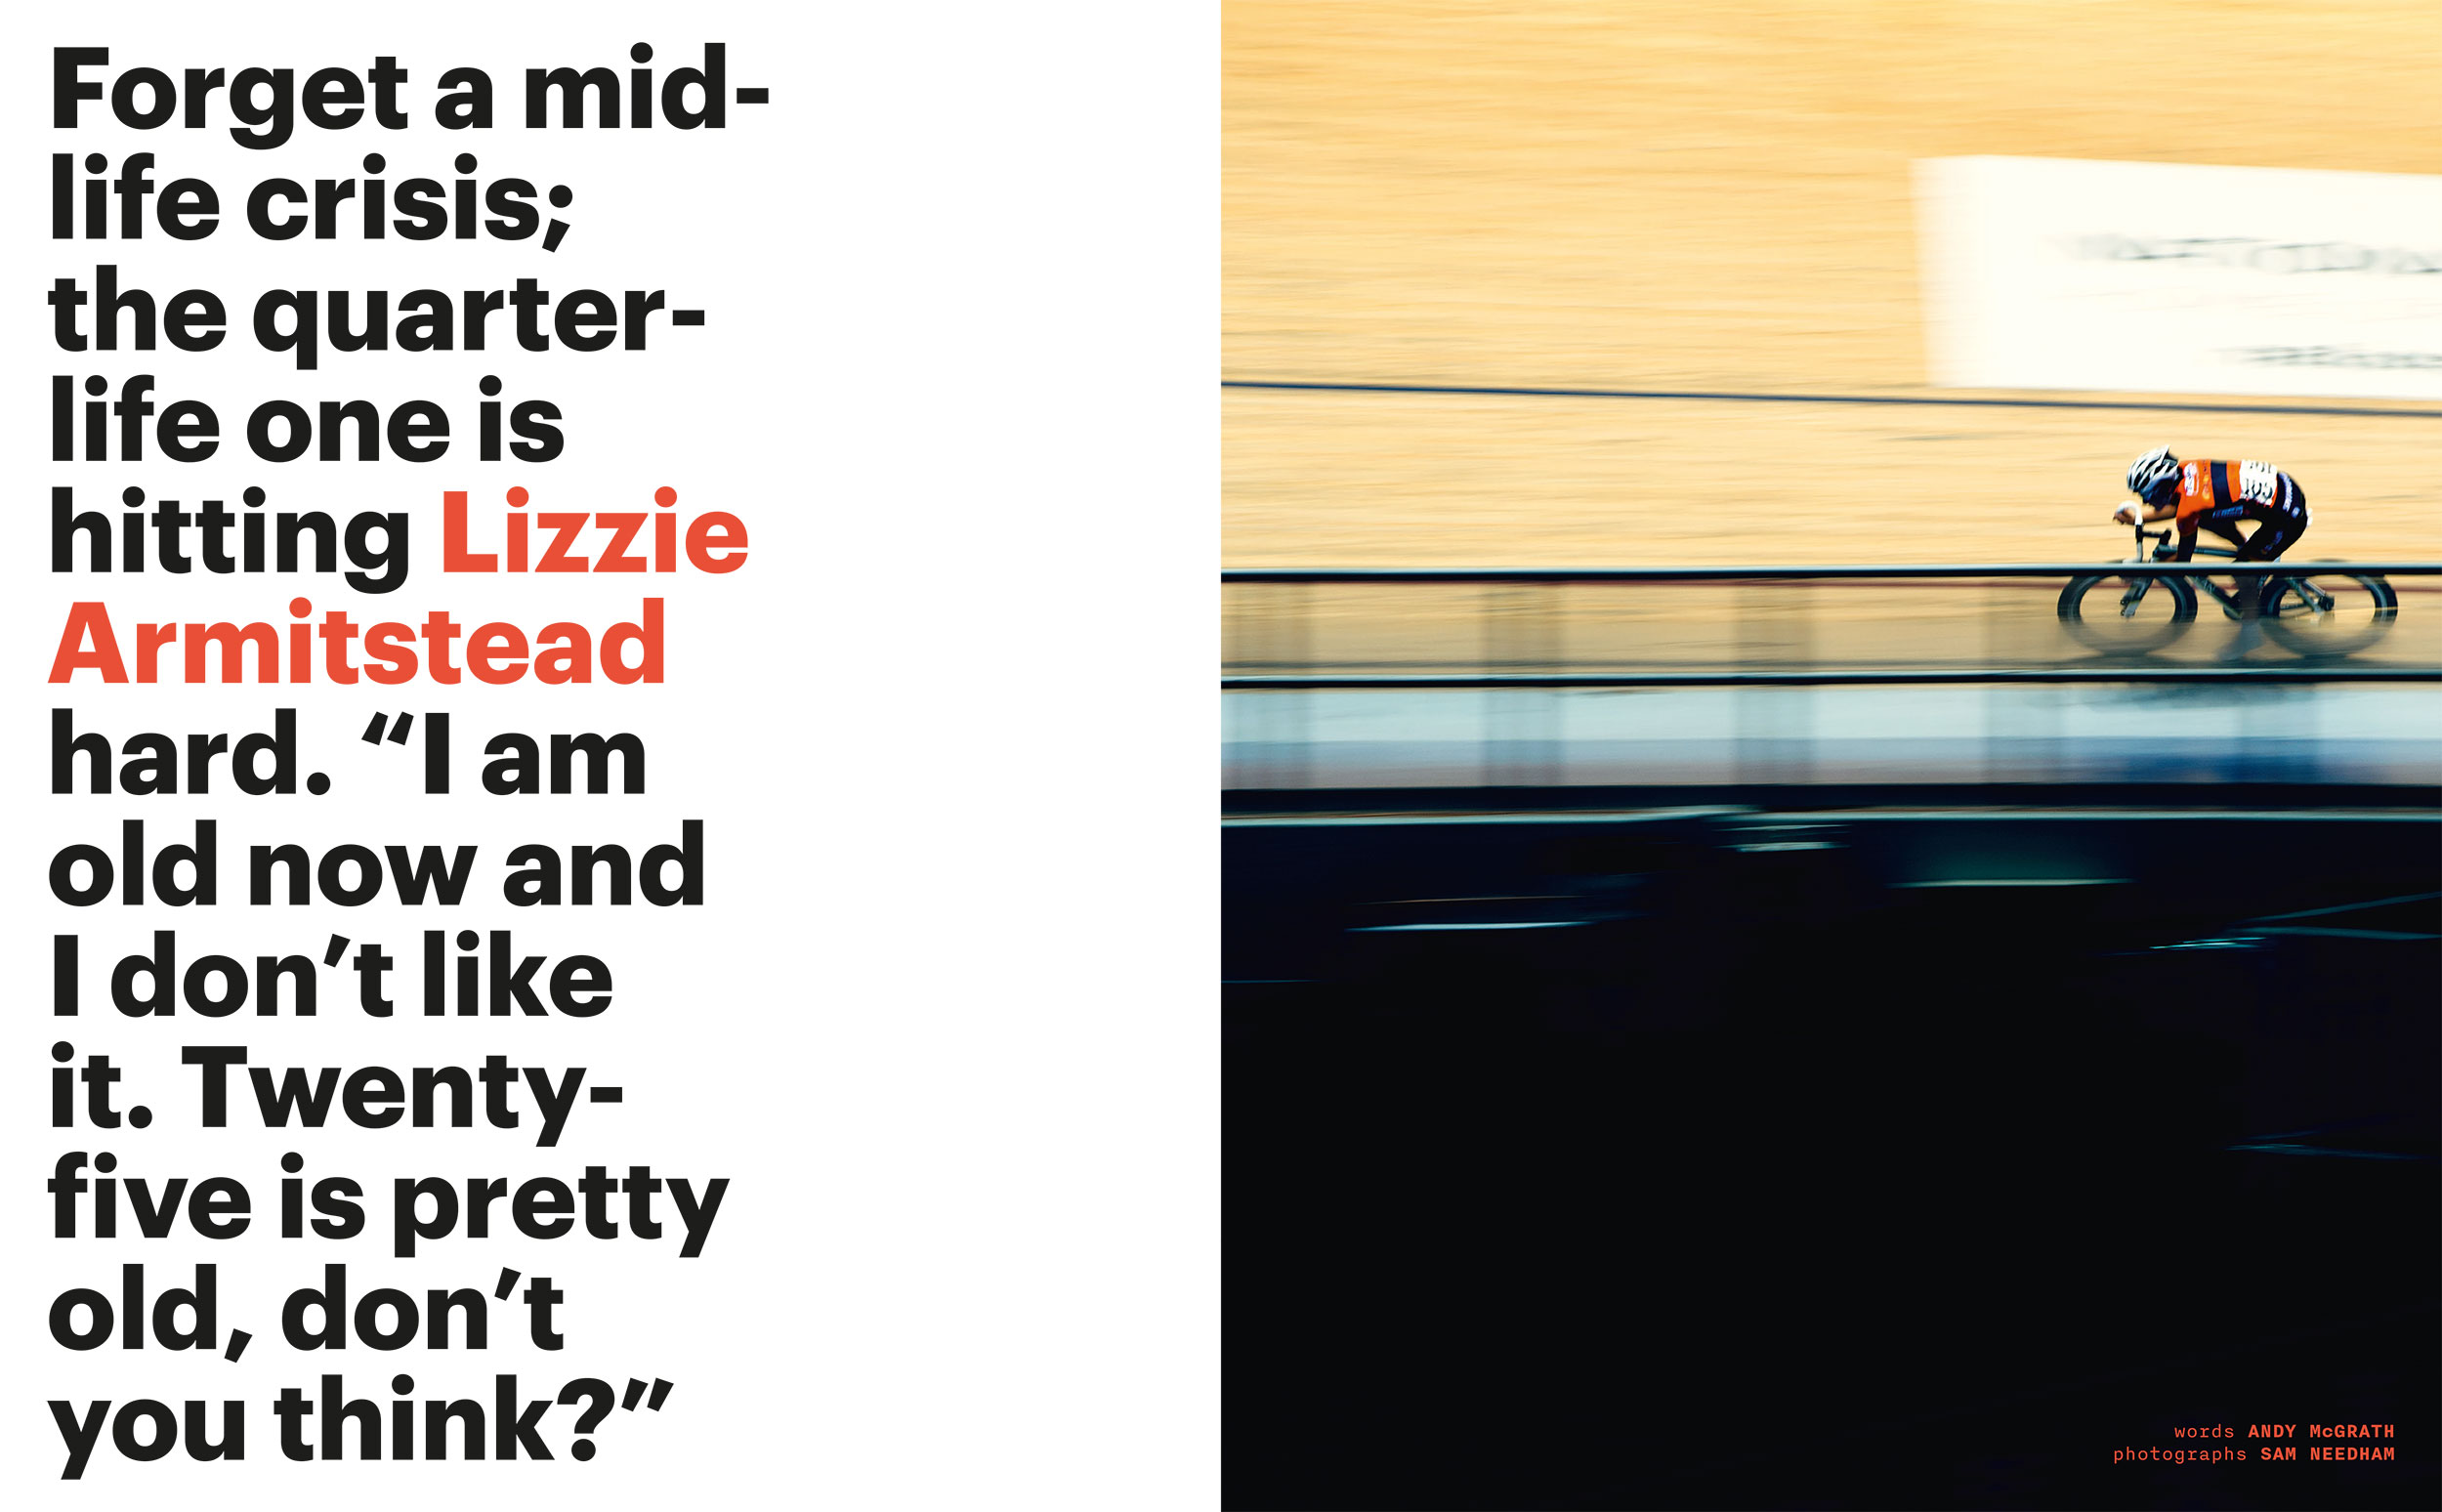 Forget a mid-
life crisis;
the quarter-
life one is
hitting Lizzie
Armitstead
hard. “I am
old now and
I don’t like
it. Twenty-
five is pretty
old, don’t
you think?”
words ANDY McGRATH
photographs SAM NEEDHAM